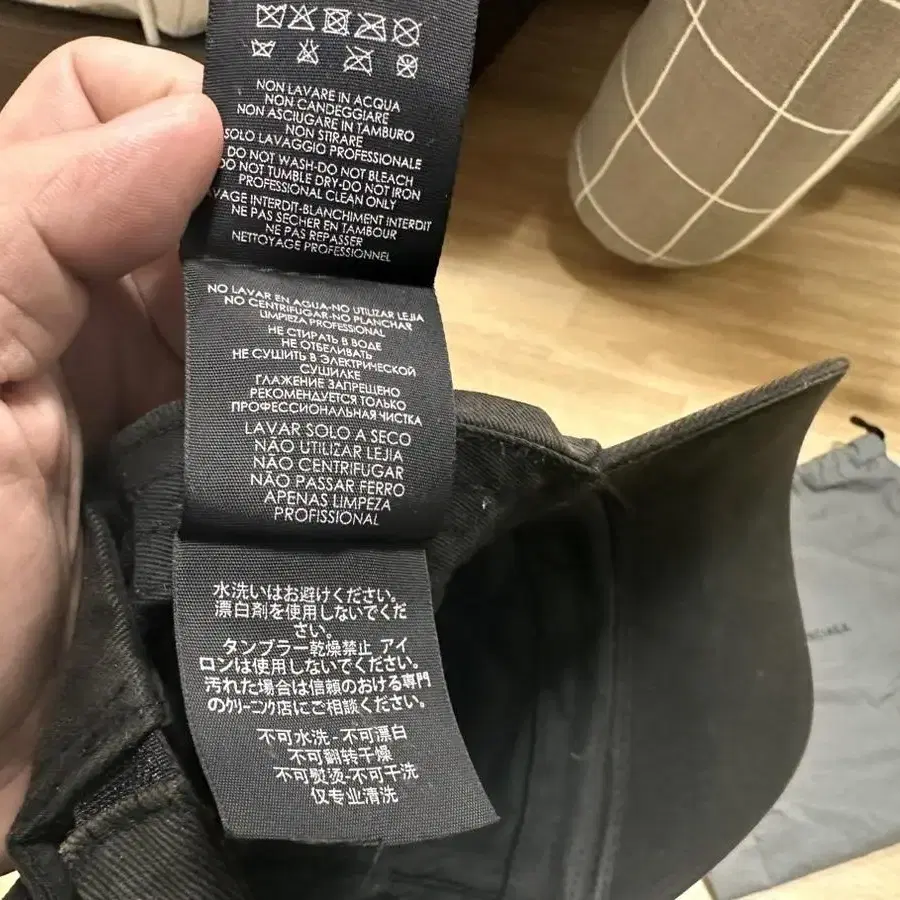 NON LAVARE IN ACQUA
NON CANDEGGIARE
NON ASCIUGARE IN TAMBURO
NON STIRARE
SOLO LAVAGGIO PROFESSIONALE
DO NOT WASH-DO NOT BLEACH
DO NOT TUMBLE DRY-DO NOT IRON
PROFESSIONAL CLEAN ONLY
INTERDIT-BLANCHIMENT INTERDIT
NE PAS SECHER EN TAMBOUR
NE PAS REPASSER
NETTOYAGE PROFESSIONNEL
NO LAVAR EN AGUA-NO UTILIZAR LEJIA
NO CENTRIFUGAR-NO PLANCHAR
LIMPIEZA PROFESSIONAL
НЕ СТИРАТЬ В ВОДЕ
НЕ ОТБЕЛИВАТЬ
НЕ СУШИТЬ В ЭЛЕКТРИЧЕСКОЙ
СУШИЛКЕ
ГЛАЖЕНИЕ ЗАПРЕЩЕНО
РЕКОМЕНДУЕТСЯ ТОЛЬКО
ПРОФЕССИОНАЛЬНАЯ ЧИСТКА
LAVAR SOLO A SECO
NÃO UTILIZAR LEJIA
NÃO CENTRIFUGAR
NÃO PASSAR FERRO
APENAS LIMPEZA
PROFISSIONAL
水洗いはお避けください。
漂白剤を使用しないでくだ
さい。
タンブラー乾燥禁止 アイ
ロンは使用しないでください。
汚れた場合は信頼のおける専門
のクリーニング店にご相談ください。
不可水洗-不可漂白
不可翻转干燥
不可熨烫-不可干洗
仅专业清洗